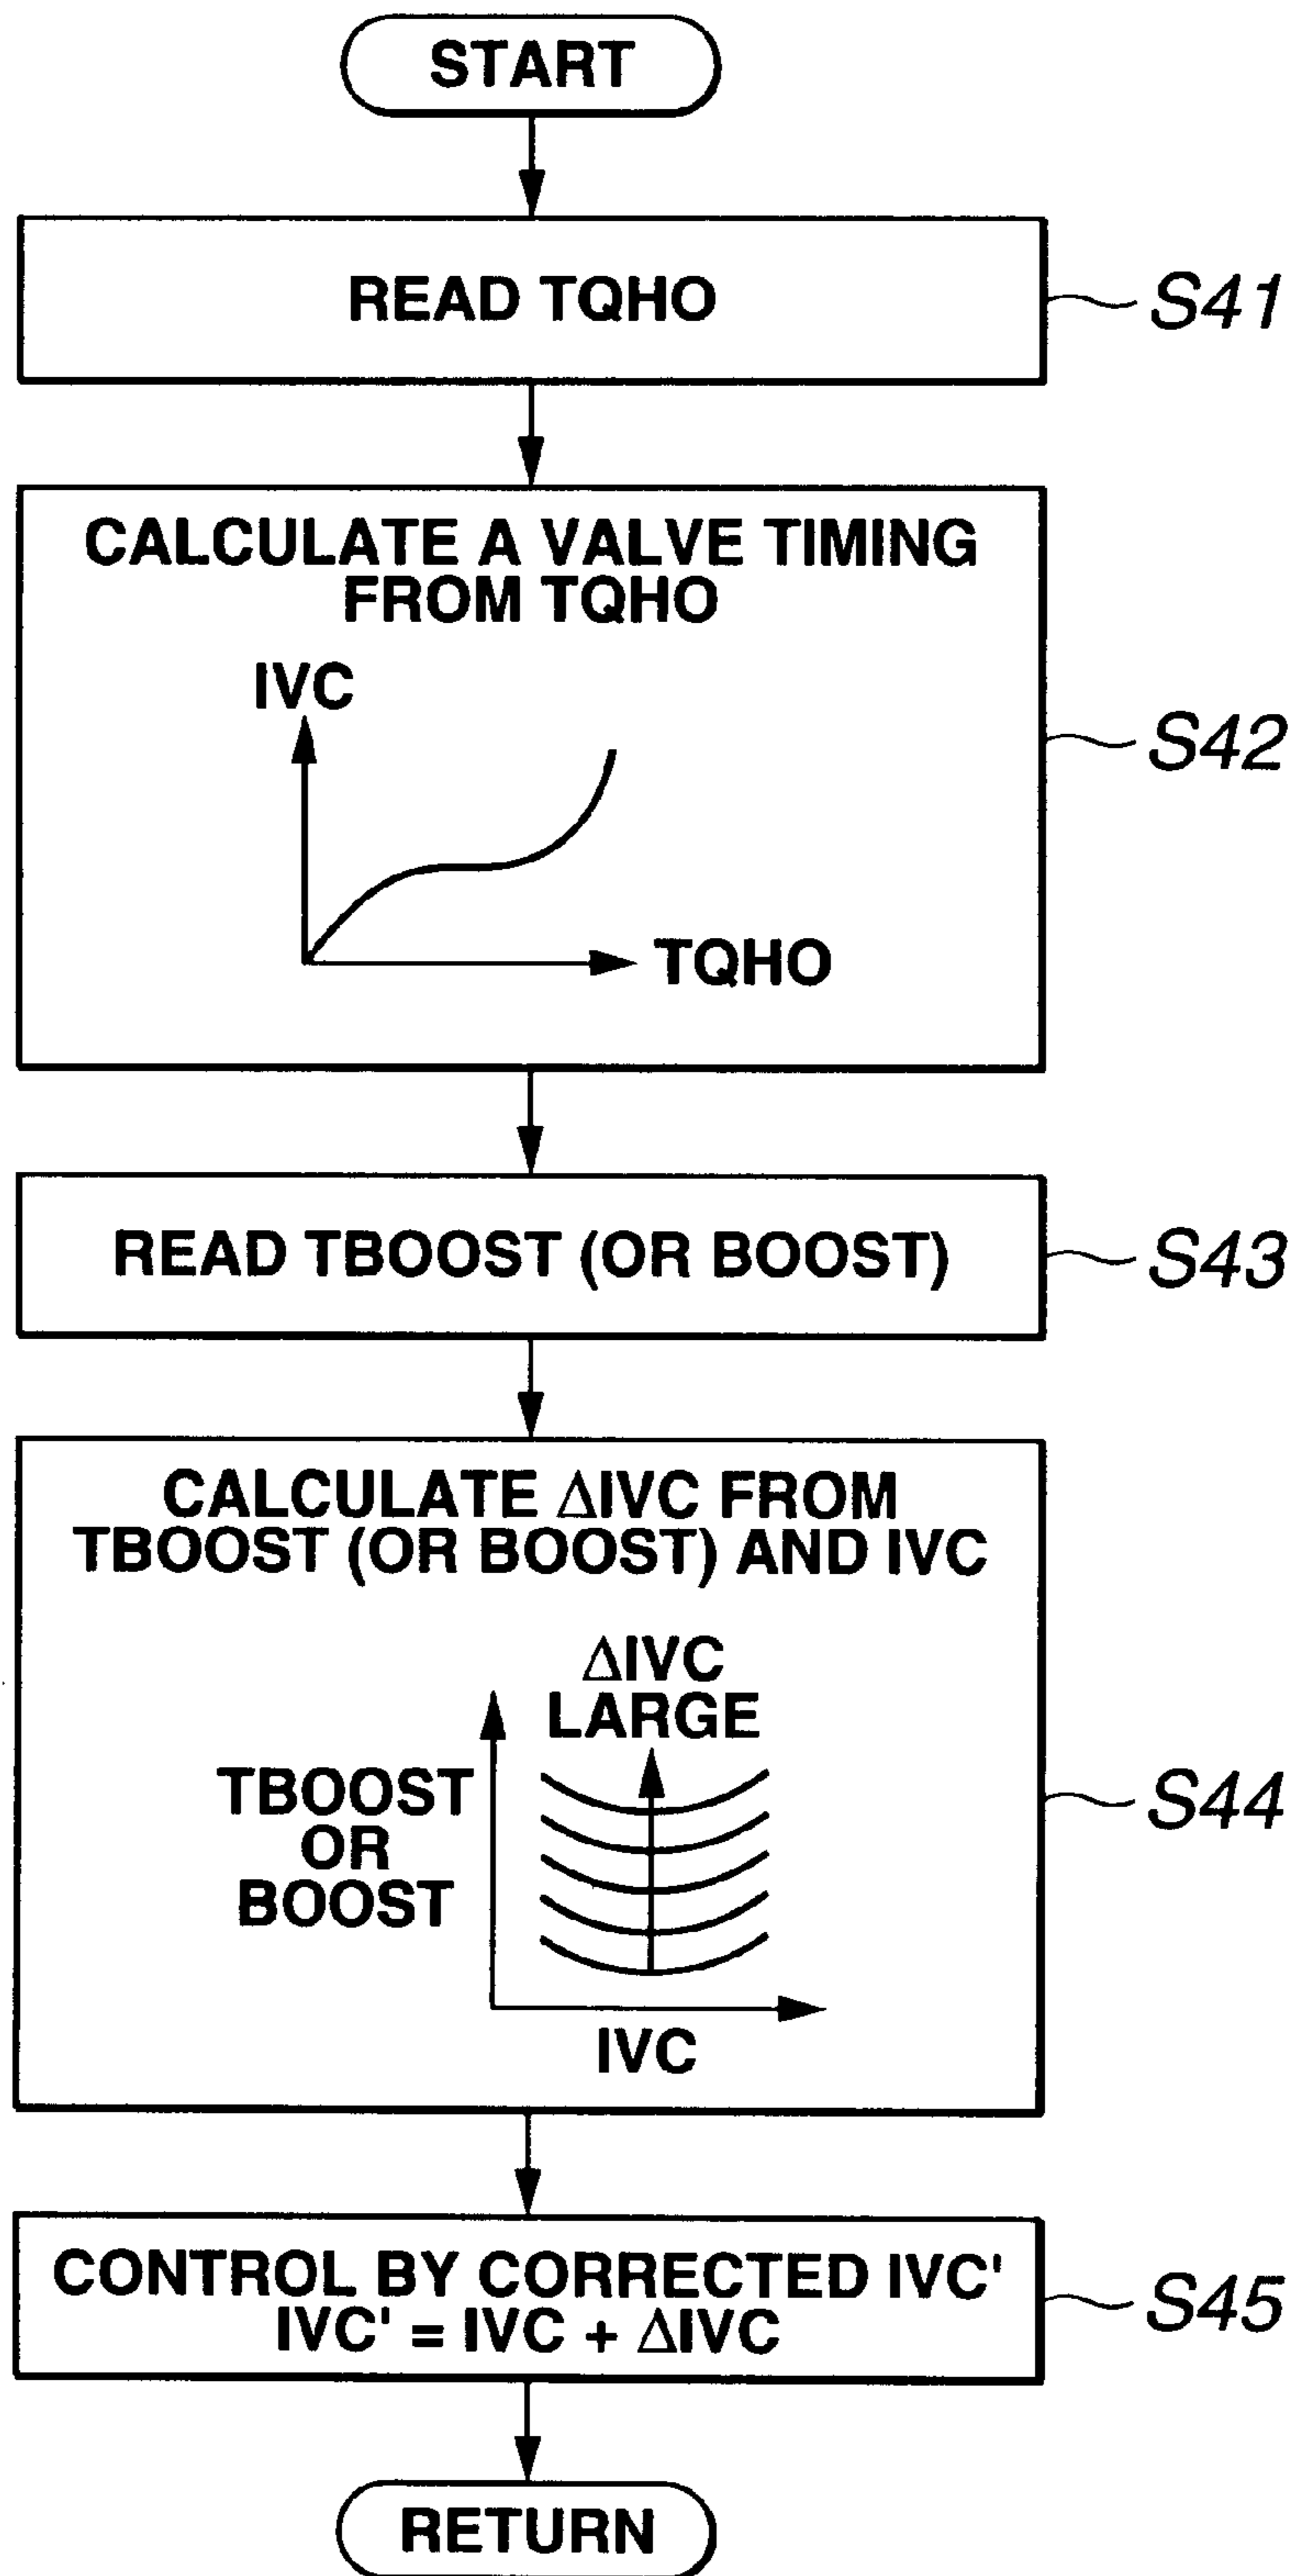 START
READ TQHO
S41
CALCULATE A VALVE TIMING
FROM TQHO
IVC
TQHO
S42
READ TBOOST (OR BOOST)
S43
CALCULATE ΔIVC FROM
TBOOST (OR BOOST) AND IVC
ΔIVC
LARGE
TBOOST
OR
BOOST
IVC
S44
CONTROL BY CORRECTED IVC'
IVC' = IVC + ΔIVC
S45
RETURN